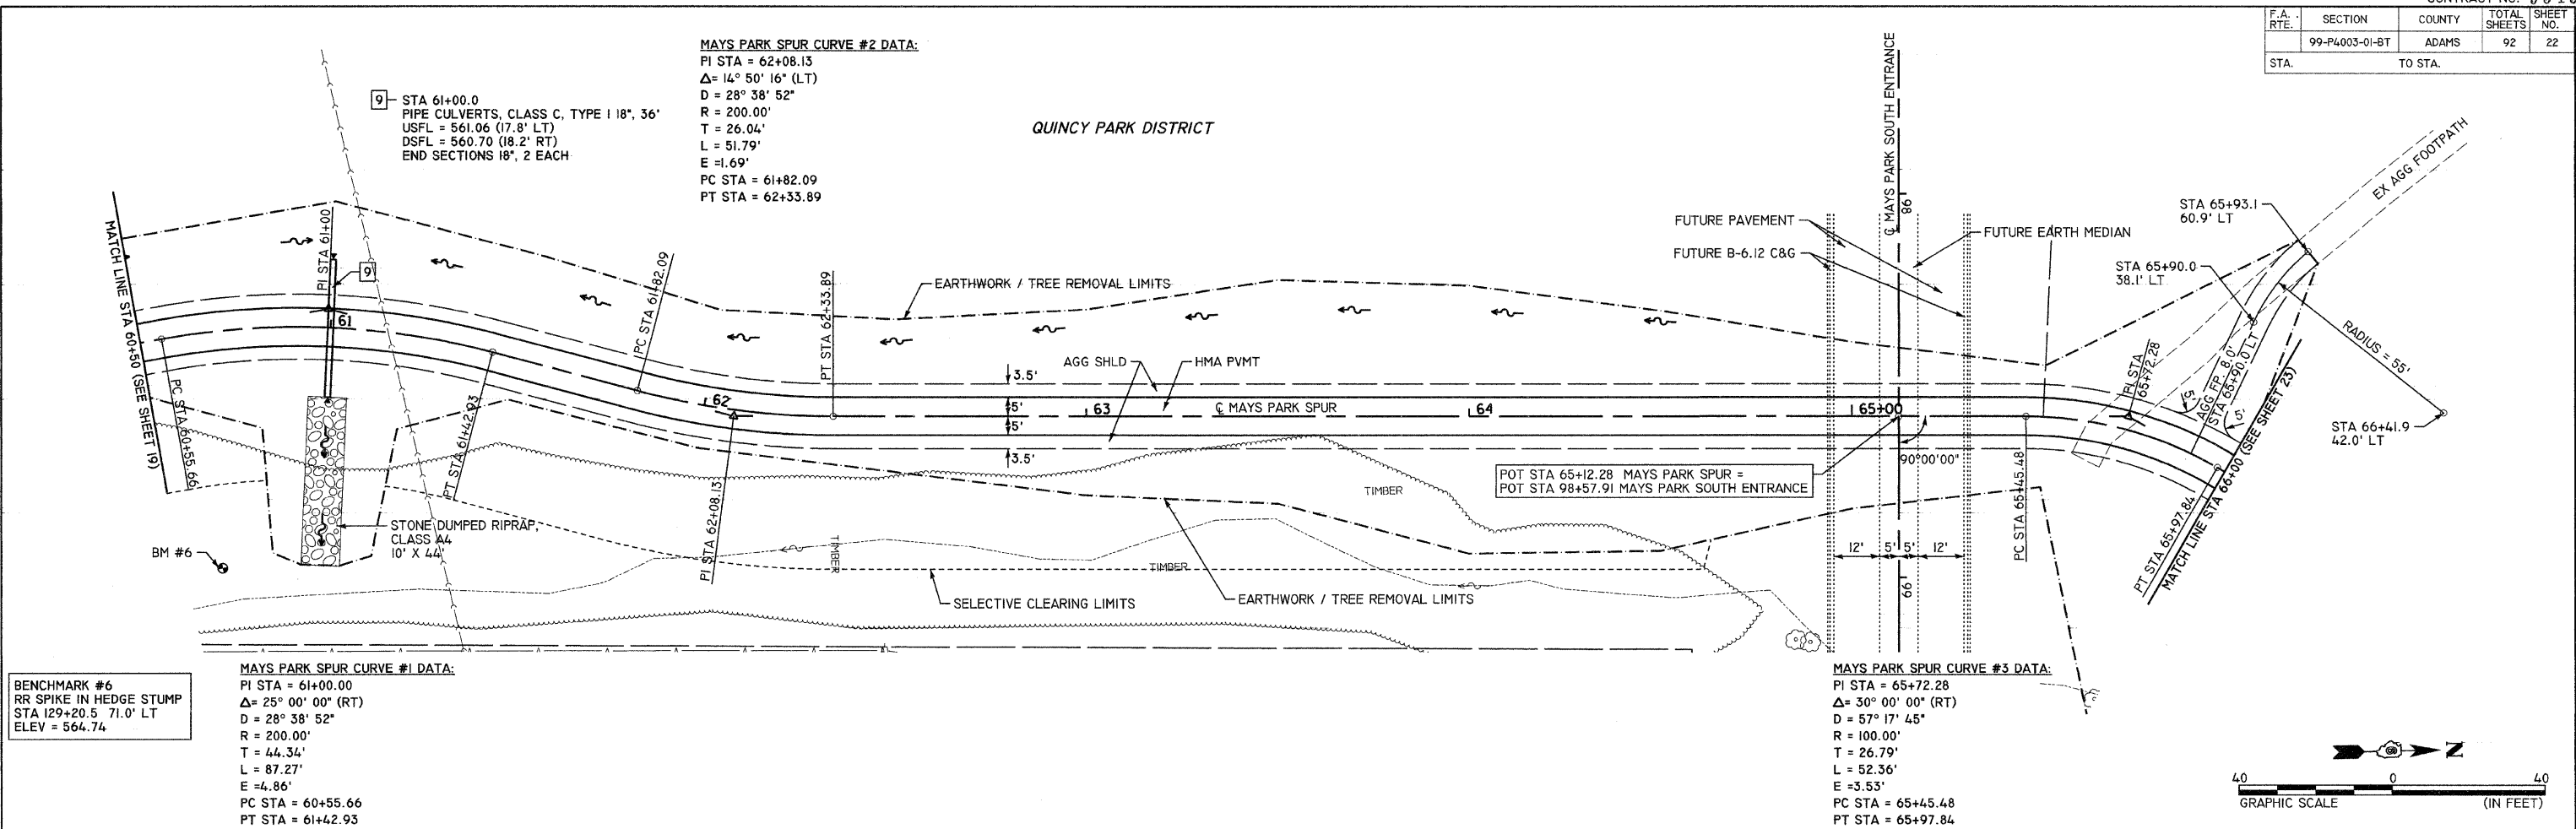 CONTRACT NO.
F.A. RTE.
SECTION
COUNTY
TOTAL SHEETS
SHEET NO.
99-P4003-01-BT
ADAMS
92
22
STA.
TO STA.
MAYS PARK SPUR CURVE #2 DATA:
PI STA = 62+08.13
Δ= 14° 50' 16" (LT)
D = 28° 38' 52"
R = 200.00'
T = 26.04'
L = 51.79'
E =1.69'
PC STA = 61+82.09
PT STA = 62+33.89
9
STA 61+00.0
PIPE CULVERTS, CLASS C, TYPE 1 18", 36'
USFL = 561.06 (17.8' LT)
DSFL = 560.70 (18.2' RT)
END SECTIONS 18", 2 EACH
QUINCY PARK DISTRICT
℄ MAYS PARK SOUTH ENTRANCE
98
EX AGG FOOTPATH
STA 65+93.1
60.9' LT
FUTURE PAVEMENT
FUTURE EARTH MEDIAN
FUTURE B-6.12 C&G
STA 65+90.0
38.1' LT
MATCH LINE STA 60+50 (SEE SHEET 19)
PI STA 61+00
9
PC STA 61+82.09
PT STA 62+33.89
EARTHWORK / TREE REMOVAL LIMITS
61
RADIUS = 55'
AGG SHLD
HMA PVMT
PI STA 65+72.28
AGG FP, 8.0'
STA 65+90.0 LT
5'
5'
3.5'
5'
5'
3.5'
62
63
℄ MAYS PARK SPUR
64
65+00
PC STA 60+55.66
PT STA 61+42.93
90°00'00"
STA 66+41.9
42.0' LT
POT STA 65+12.28 MAYS PARK SPUR =
POT STA 98+57.91 MAYS PARK SOUTH ENTRANCE
PI STA 62+08.13
TIMBER
PC STA 65+45.48
PT STA 65+97.84
MATCH LINE STA 66+00 (SEE SHEET 23)
STONE DUMPED RIPRAP,
CLASS A4
10' X 44'
BM #6
TIMBER
TIMBER
12'
5'
5'
12'
SELECTIVE CLEARING LIMITS
EARTHWORK / TREE REMOVAL LIMITS
99
BENCHMARK #6
RR SPIKE IN HEDGE STUMP
STA 129+20.5 71.0' LT
ELEV = 564.74
MAYS PARK SPUR CURVE #1 DATA:
PI STA = 61+00.00
Δ= 25° 00' 00" (RT)
D = 28° 38' 52"
R = 200.00'
T = 44.34'
L = 87.27'
E =4.86'
PC STA = 60+55.66
PT STA = 61+42.93
MAYS PARK SPUR CURVE #3 DATA:
PI STA = 65+72.28
Δ= 30° 00' 00" (RT)
D = 57° 17' 45"
R = 100.00'
T = 26.79'
L = 52.36'
E =3.53'
PC STA = 65+45.48
PT STA = 65+97.84
N
40 0 40
GRAPHIC SCALE (IN FEET)